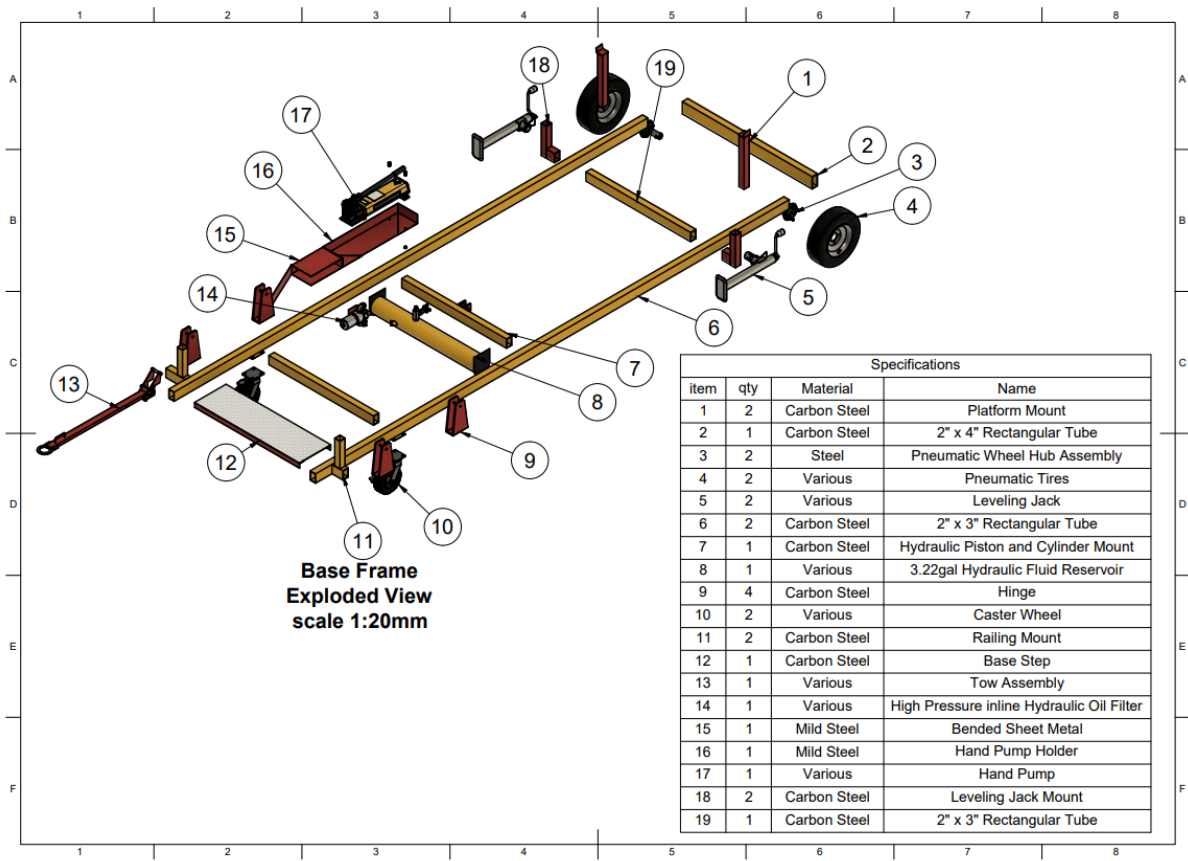 1 2 3 4 5 6 7 8
A A
B B
C C
D D
E E
F F
1 2 3 4 5 6 7 8
18
19
1
17
2
16
3
4
15
14
5
6
7
13
8
12
9
10
11
Base Frame
Exploded View
scale 1:20mm
Specifications
item qty Material Name
1 2 Carbon Steel Platform Mount
2 1 Carbon Steel 2" x 4" Rectangular Tube
3 2 Steel Pneumatic Wheel Hub Assembly
4 2 Various Pneumatic Tires
5 2 Various Leveling Jack
6 2 Carbon Steel 2" x 3" Rectangular Tube
7 1 Carbon Steel Hydraulic Piston and Cylinder Mount
8 1 Various 3.22gal Hydraulic Fluid Reservoir
9 4 Carbon Steel Hinge
10 2 Various Caster Wheel
11 2 Carbon Steel Railing Mount
12 1 Carbon Steel Base Step
13 1 Various Tow Assembly
14 1 Various High Pressure inline Hydraulic Oil Filter
15 1 Mild Steel Bended Sheet Metal
16 1 Mild Steel Hand Pump Holder
17 1 Various Hand Pump
18 2 Carbon Steel Leveling Jack Mount
19 1 Carbon Steel 2" x 3" Rectangular Tube